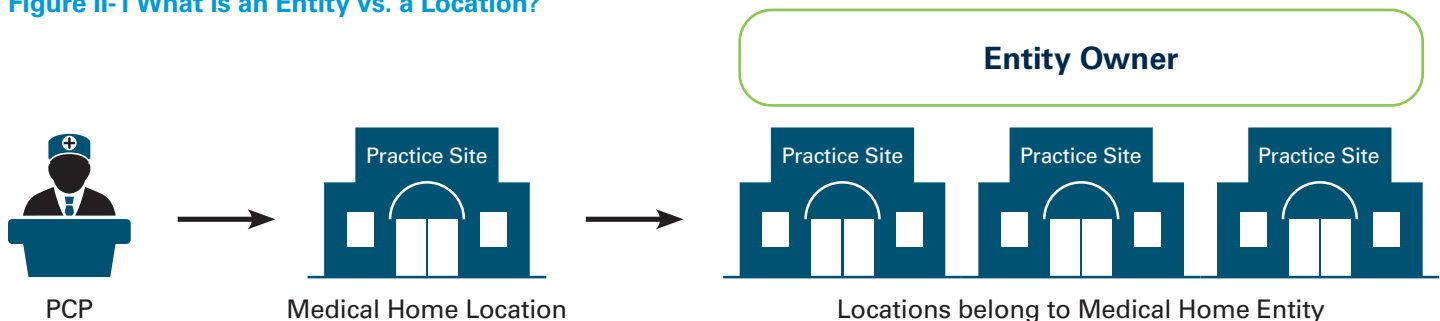 Figure II-1 What Is an Entity vs. a Location?
Entity Owner
Practice Site
Practice Site
Practice Site
Practice Site
PCP
Medical Home Location
Locations belong to Medical Home Entity